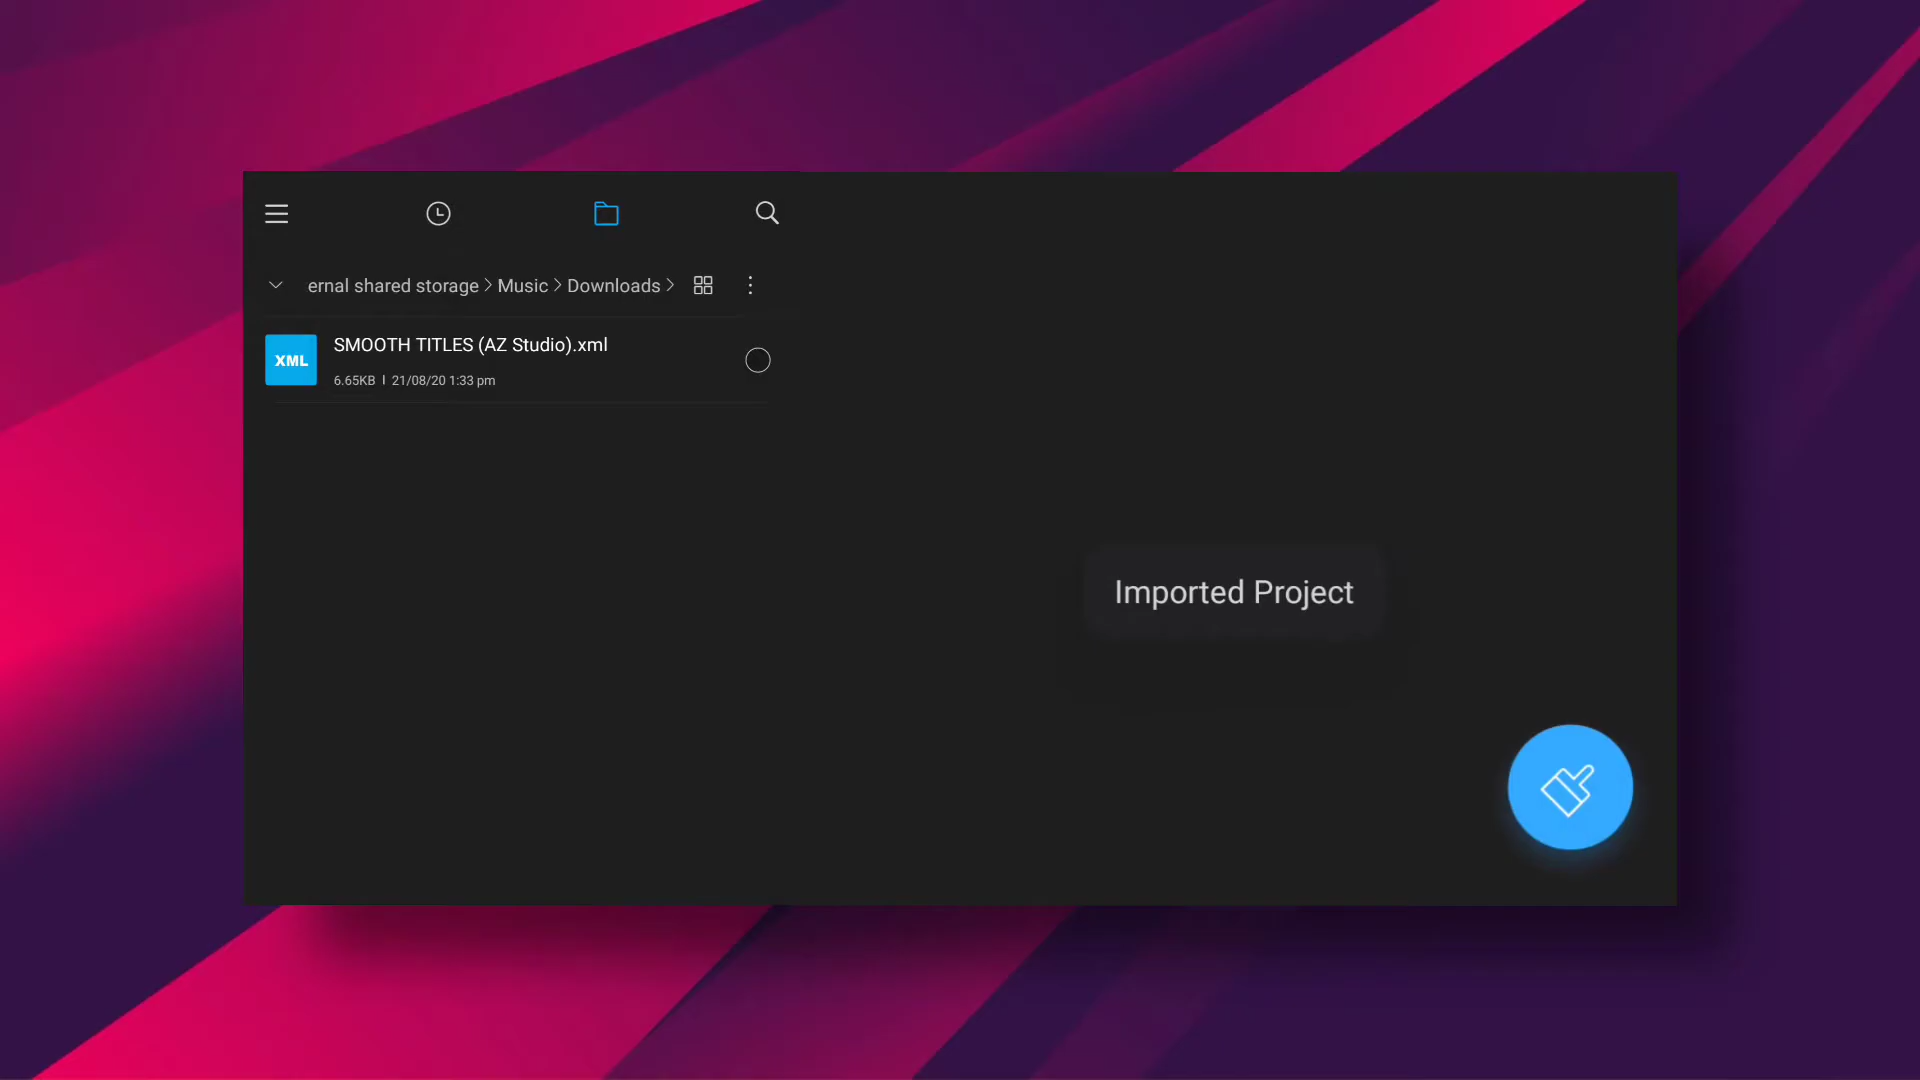 ernal shared storage > Music > Downloads >
XML
SMOOTH TITLES (AZ Studio).xml
6.65KB | 21/08/20 1:33 pm
Imported Project